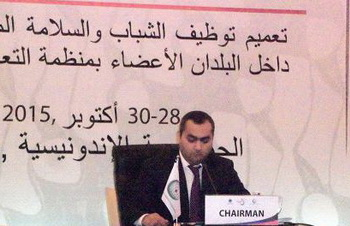 تعميم توظيف الشباب والسلامة
داخل البلدان الأعضاء بمنظمة
28-30 أكتوبر ,2015
الإندونيسية ,
CHAIRMAN